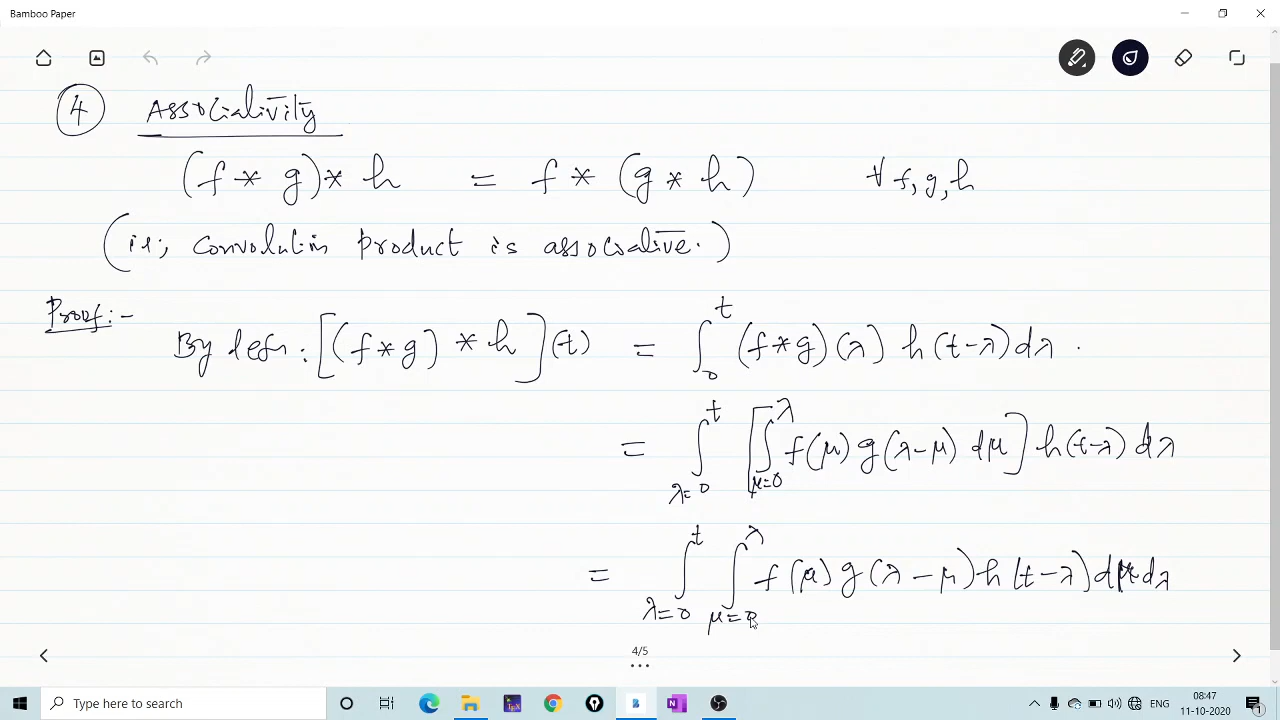 Bamboo Paper
4 Associativity
(f * g) * h = f * (g * h) ∀ f, g, h
(i.e; Convolution product is associative.)
Proof:-
By defn: [(f * g) * h](t) = ∫_0^t (f * g)(λ) h(t-λ) dλ.
= ∫_{λ=0}^t [∫_{μ=0}^λ f(μ) g(λ-μ) dμ] h(t-λ) dλ
= ∫_{λ=0}^t ∫_{μ=0}^λ f(μ) g(λ-μ) h(t-λ) dμ dλ
4/5
Type here to search
ENG
08:47
11-10-2020